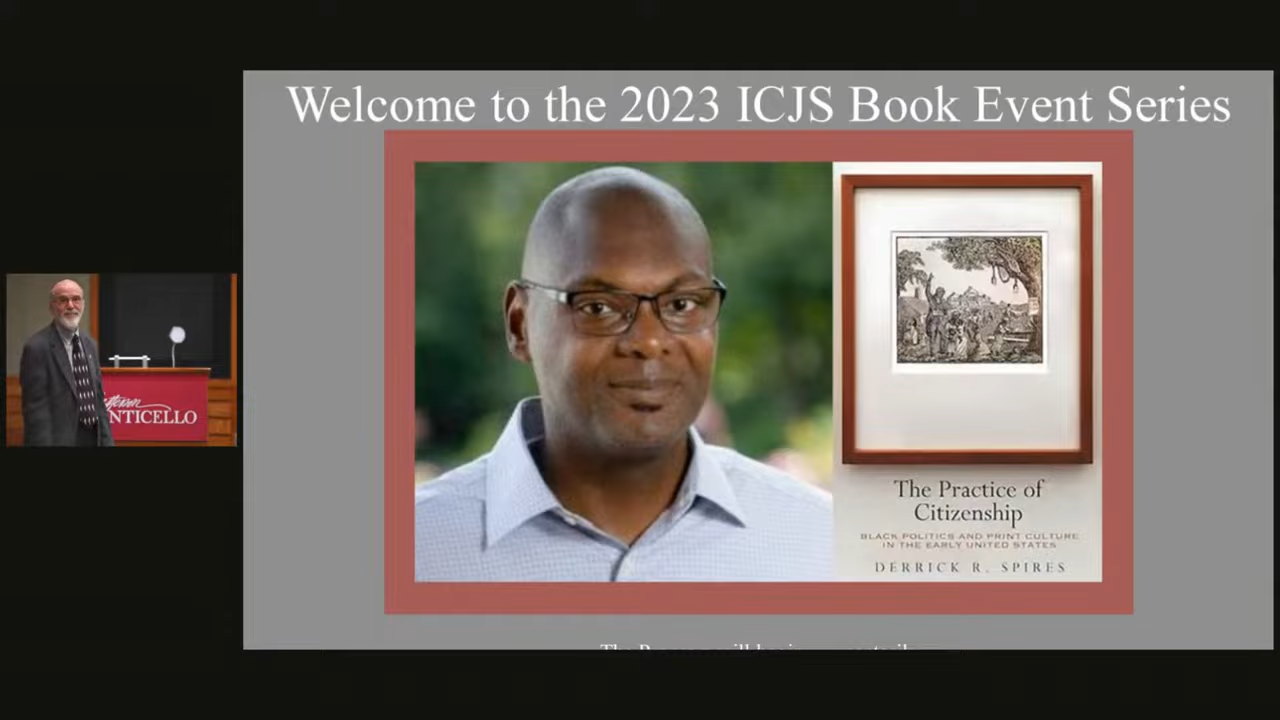 Welcome to the 2023 ICJS Book Event Series
NTICELLO
The Practice of
Citizenship
BLACK POLITICS AND PRINT CULTURE
IN THE EARLY UNITED STATES
DERRICK R. SPIRES